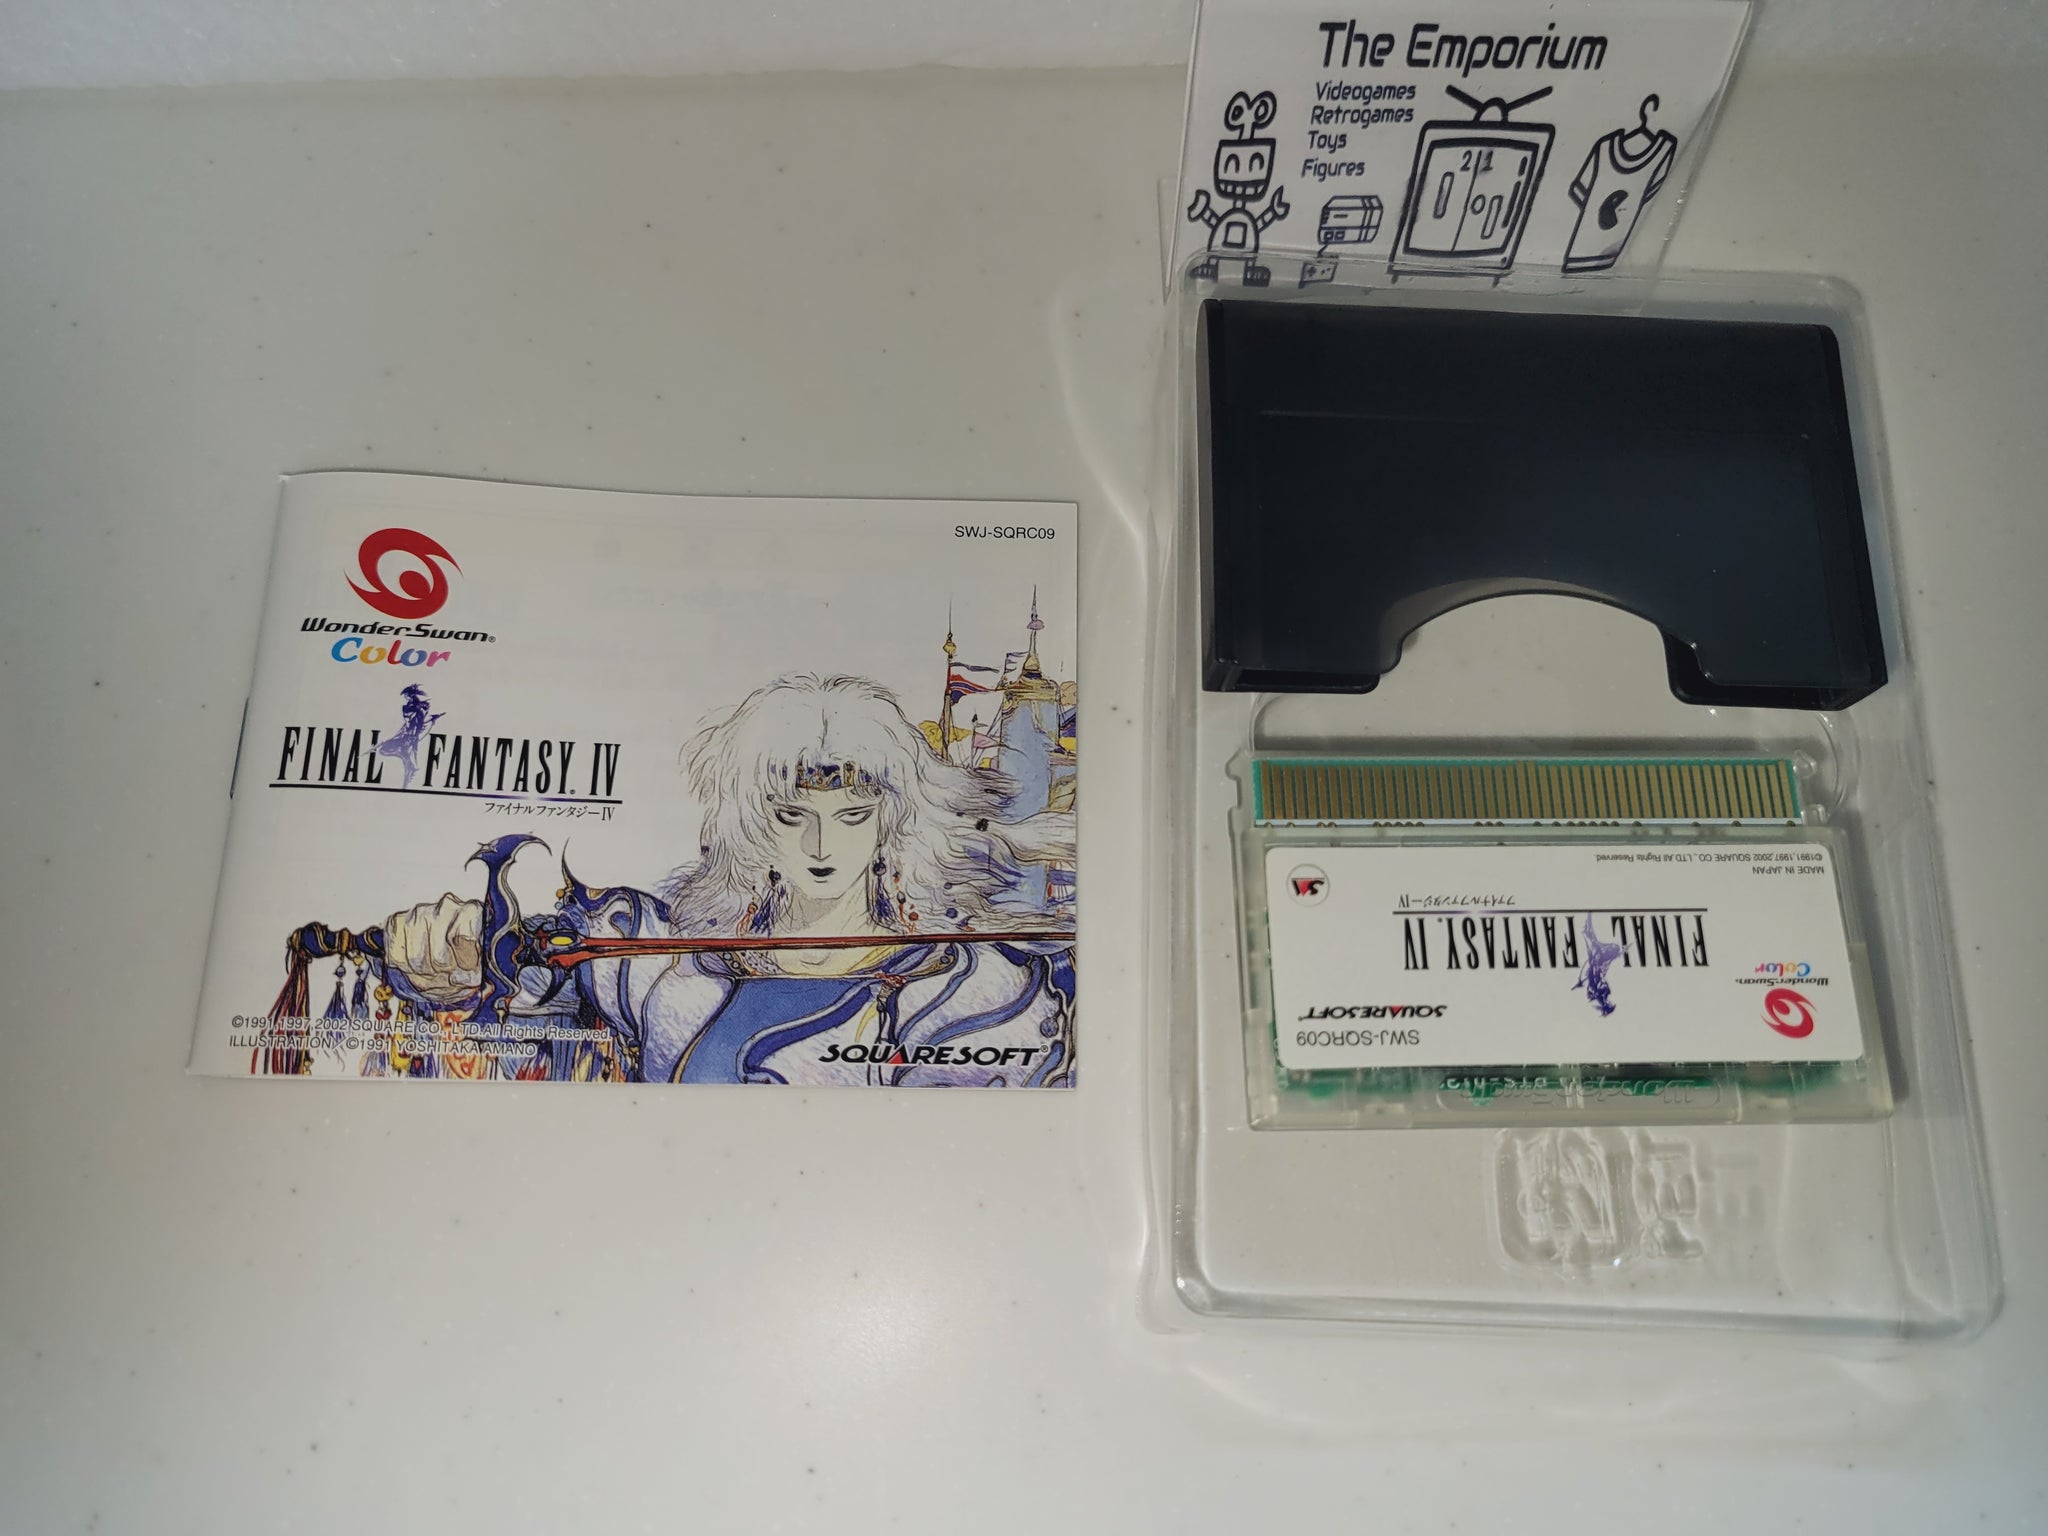 The Emporium
Videogames
Retrogames
Toys
Figures
21
SWJ-SQRC09
WonderSwan®
Color
FINAL FANTASY® IV
ファイナルファンタジーIV
©1991,1997,2002 SQUARE CO., LTD.All Rights Reserved.
ILLUSTRATION／©1991 YOSHITAKA AMANO
SQUARESOFT®
SWJ-SQRC09
SQUARESOFT®
WonderSwan
Color
FINAL FANTASY. IV
ファイナルファンタジーIV
MADE IN JAPAN
©1991,1997,2002 SQUARE CO., LTD.All Rights Reserved.
WonderSwan